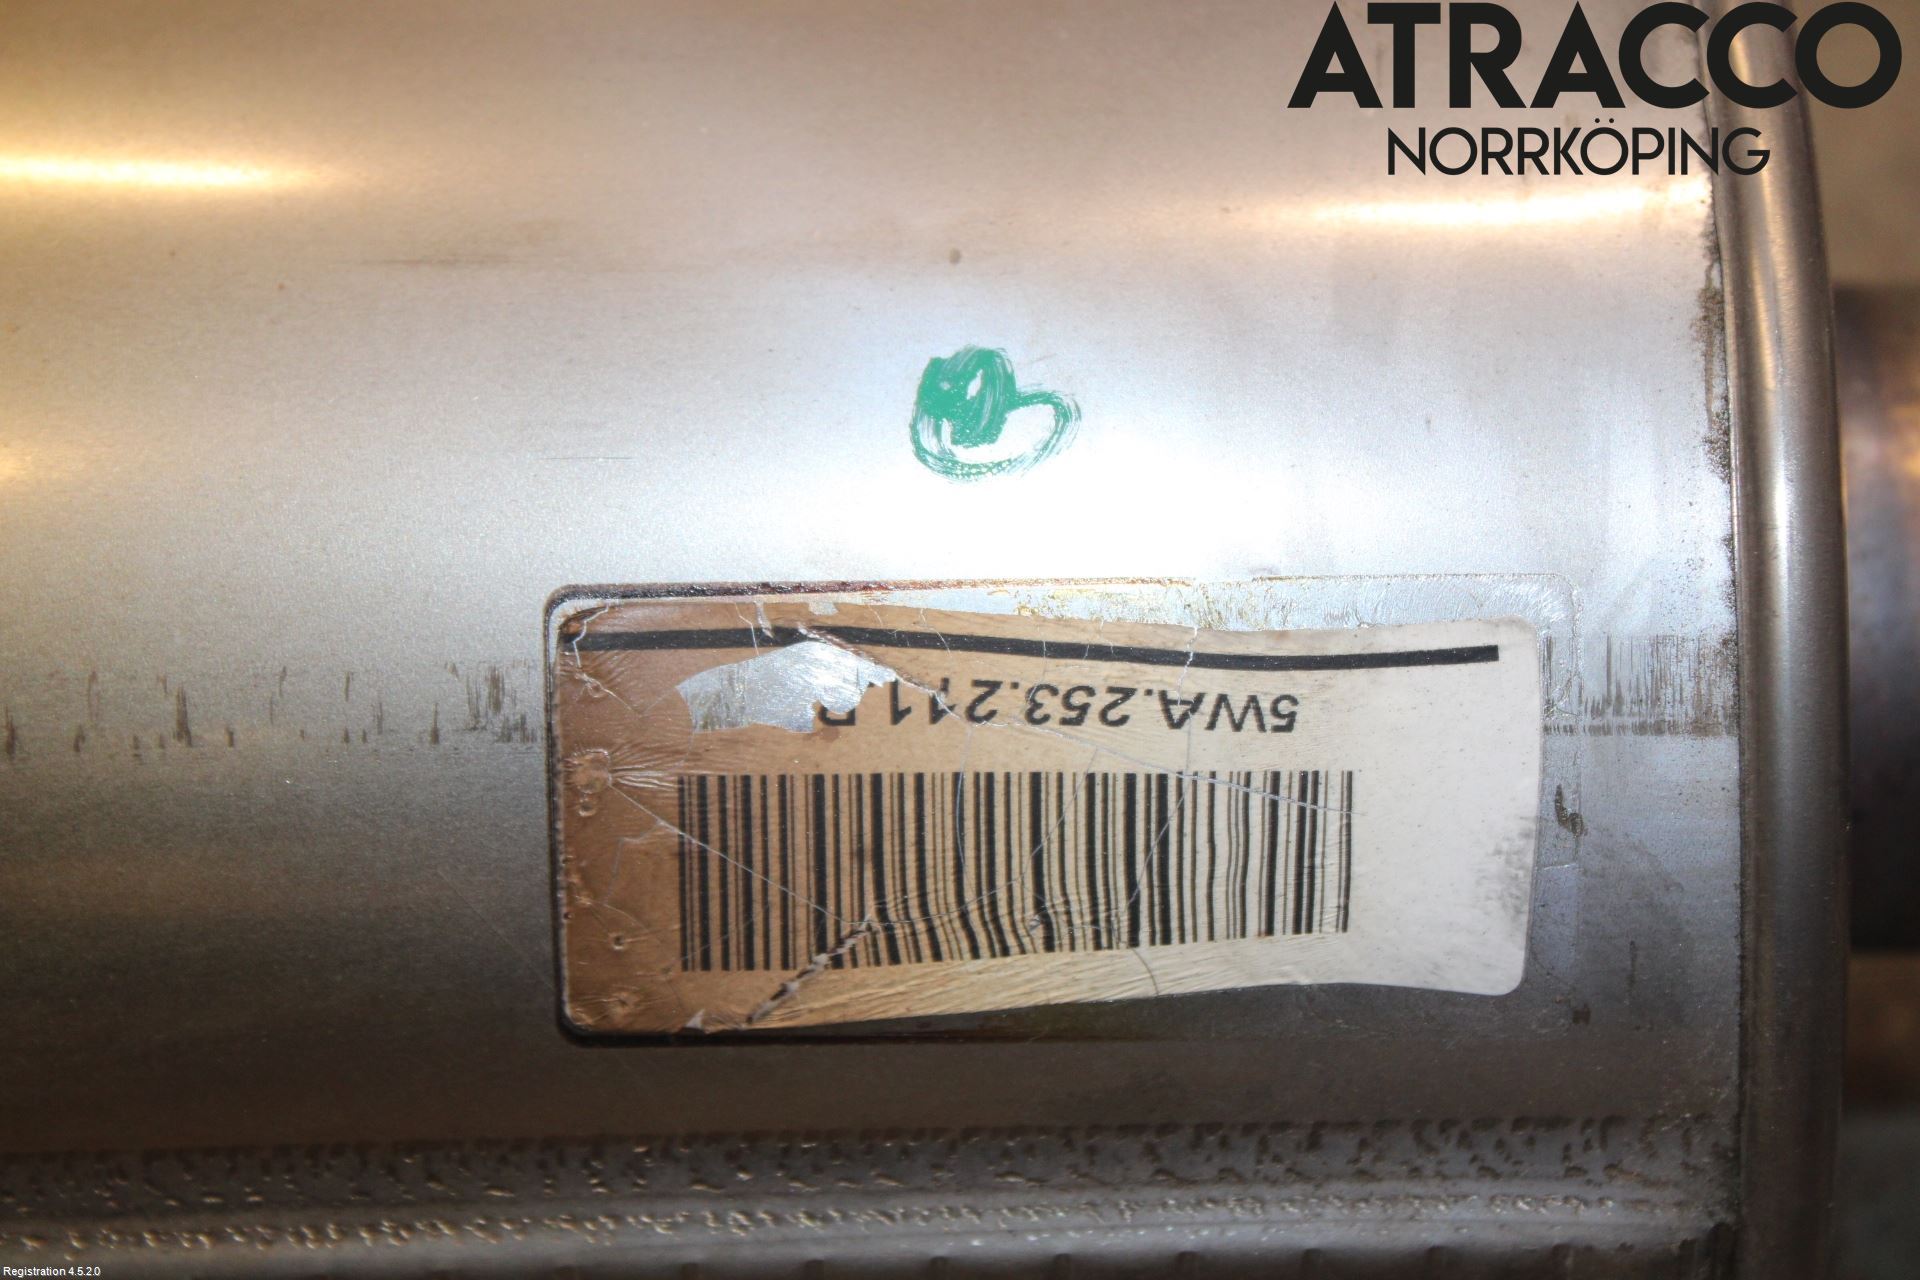 ATRACCO
NORRKÖPING
5WA.253.211.
Registration 4.5.2.0